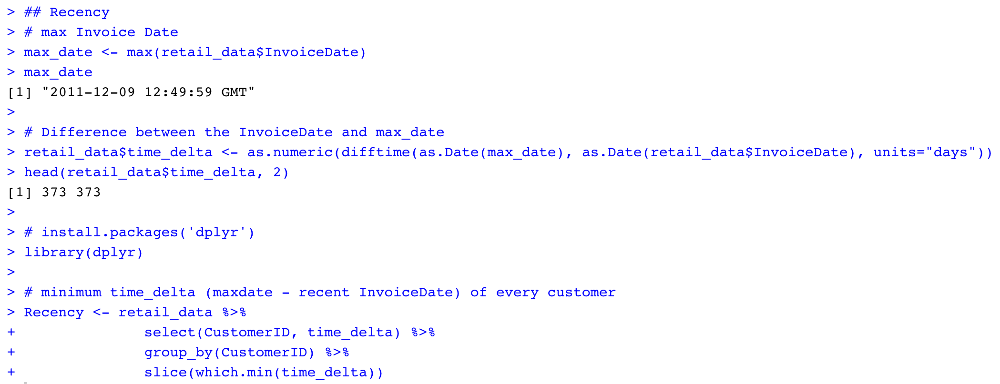 > ## Recency
> # max Invoice Date
> max_date <- max(retail_data$InvoiceDate)
> max_date
[1] "2011-12-09 12:49:59 GMT"
>
> # Difference between the InvoiceDate and max_date
> retail_data$time_delta <- as.numeric(difftime(as.Date(max_date), as.Date(retail_data$InvoiceDate), units="days"))
> head(retail_data$time_delta, 2)
[1] 373 373
>
> # install.packages('dplyr')
> library(dplyr)
>
> # minimum time_delta (maxdate - recent InvoiceDate) of every customer
> Recency <- retail_data %>%
+               select(CustomerID, time_delta) %>%
+               group_by(CustomerID) %>%
+               slice(which.min(time_delta))